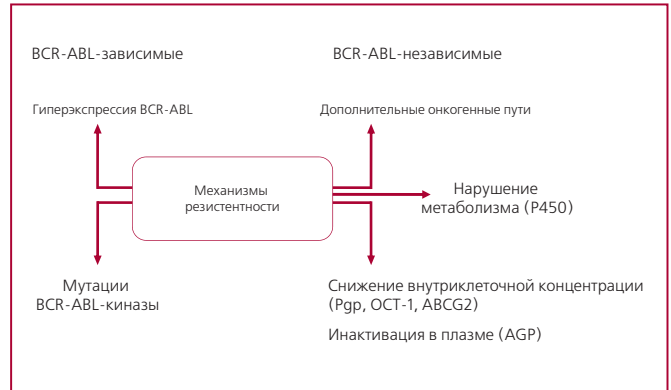 BCR-ABL-зависимые
BCR-ABL-независимые
Гиперэкспрессия BCR-ABL
Дополнительные онкогенные пути
Механизмы
резистентности
Нарушение
метаболизма (P450)
Мутации
BCR-ABL-киназы
Снижение внутриклеточной концентрации
(Pgp, OCT-1, ABCG2)
Инактивация в плазме (AGP)